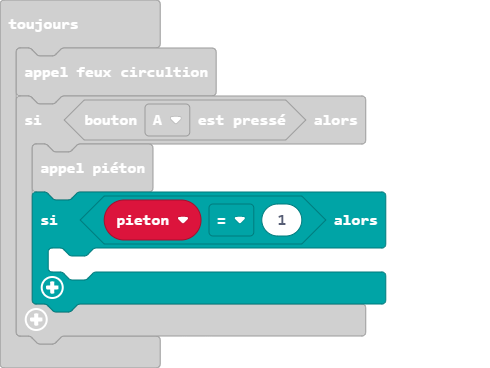 toujours
appel feux circultion
si bouton A est pressé alors
appel piéton
si pieton = 1 alors